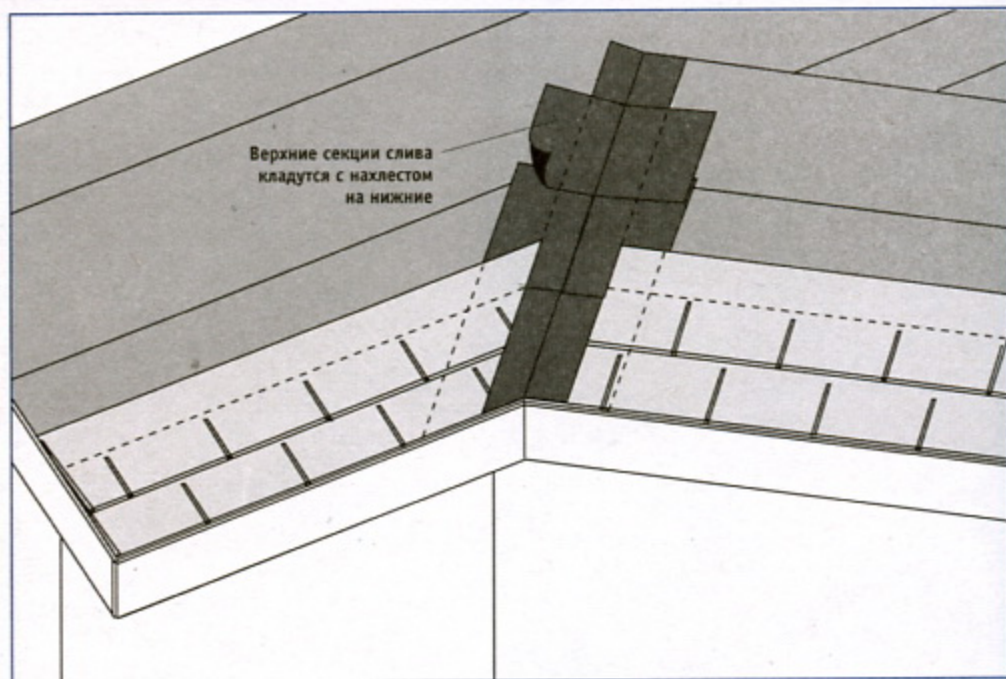 Верхние секции слива
кладутся с нахлестом
на нижние